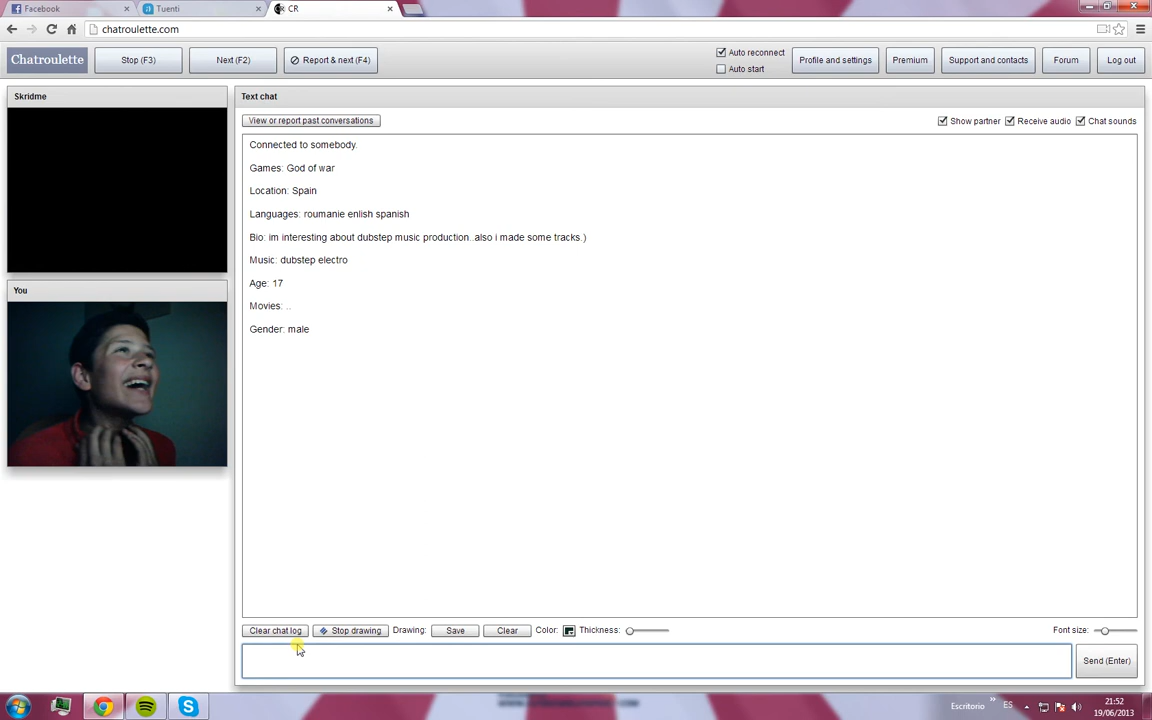 Facebook
Tuenti
CR
chatroulette.com
Chatroulette
Stop (F3)
Next (F2)
Report & next (F4)
Auto reconnect
Auto start
Profile and settings
Premium
Support and contacts
Forum
Log out
Skridme
Text chat
View or report past conversations
Show partner
Receive audio
Chat sounds
Connected to somebody.
Games: God of war
Location: Spain
Languages: roumanie enlish spanish
Bio: im interesting about dubstep music production..also i made some tracks.)
Music: dubstep electro
Age: 17
Movies: ..
Gender: male
You
Clear chat log
Stop drawing
Drawing:
Save
Clear
Color:
Thickness:
Font size:
Send (Enter)
Escritorio
ES
21:52
19/06/2013